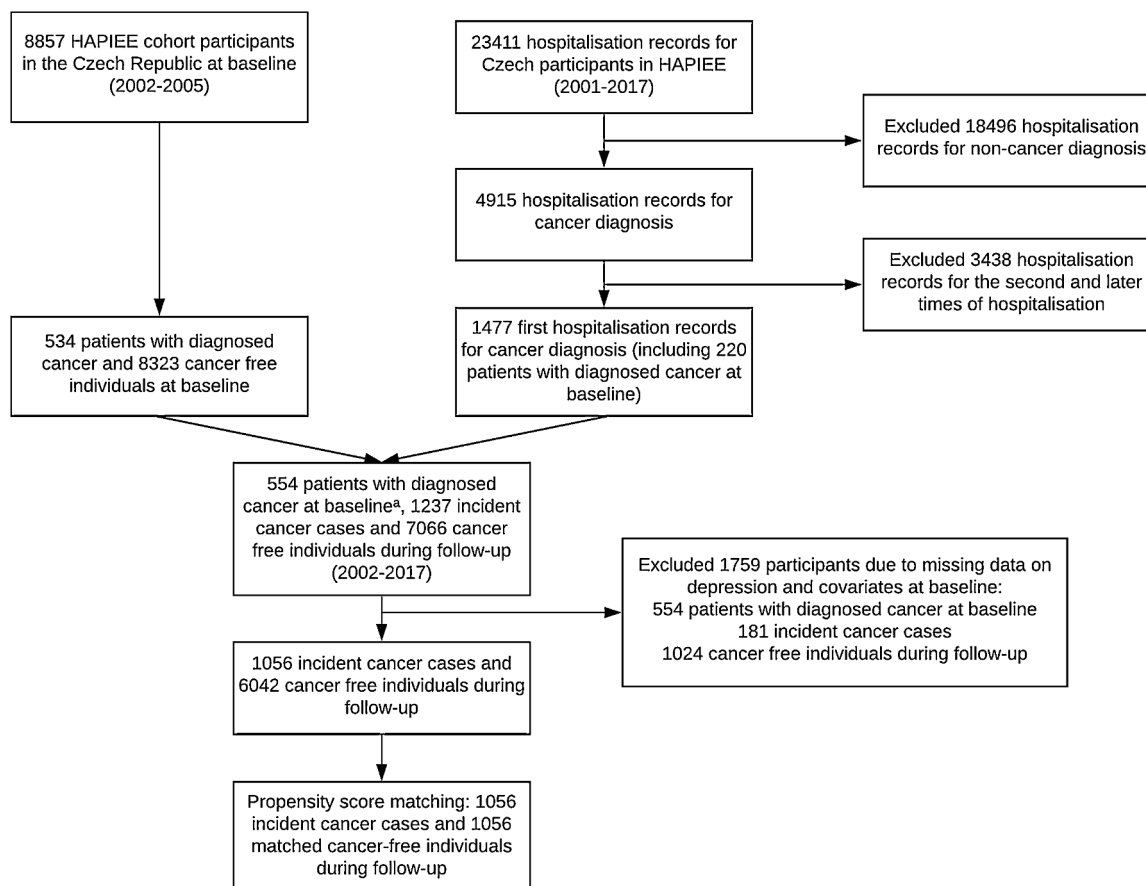 8857 HAPIEE cohort participants
in the Czech Republic at baseline
(2002-2005)
23411 hospitalisation records for
Czech participants in HAPIEE
(2001-2017)
Excluded 18496 hospitalisation
records for non-cancer diagnosis
4915 hospitalisation records for
cancer diagnosis
Excluded 3438 hospitalisation
records for the second and later
times of hospitalisation
534 patients with diagnosed
cancer and 8323 cancer free
individuals at baseline
1477 first hospitalisation records
for cancer diagnosis (including 220
patients with diagnosed cancer at
baseline)
554 patients with diagnosed
cancer at baselineª, 1237 incident
cancer cases and 7066 cancer
free individuals during follow-up
(2002-2017)
Excluded 1759 participants due to missing data on
depression and covariates at baseline:
554 patients with diagnosed cancer at baseline
181 incident cancer cases
1024 cancer free individuals during follow-up
1056 incident cancer cases and
6042 cancer free individuals during
follow-up
Propensity score matching: 1056
incident cancer cases and 1056
matched cancer-free individuals
during follow-up